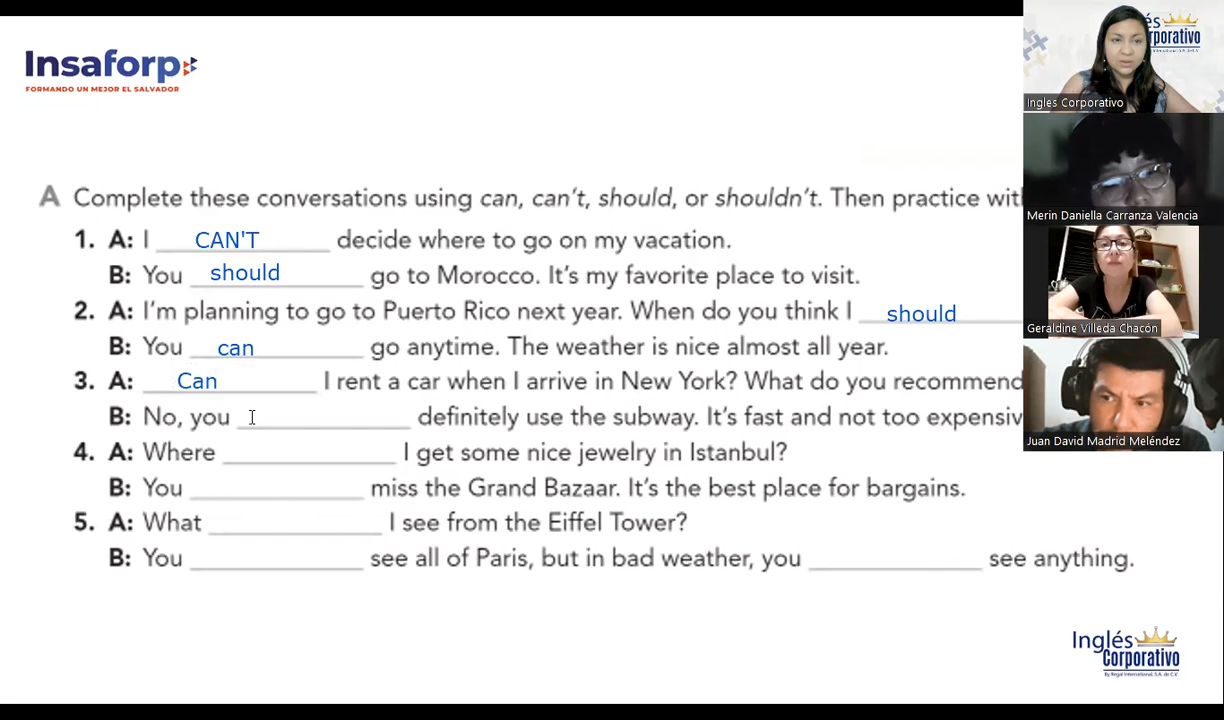 Insaforp
FORMANDO UN MEJOR EL SALVADOR
A Complete these conversations using can, can't, should, or shouldn't. Then practice wit
1. A: I CAN'T decide where to go on my vacation.
B: You should go to Morocco. It's my favorite place to visit.
2. A: I'm planning to go to Puerto Rico next year. When do you think I should
B: You can go anytime. The weather is nice almost all year.
3. A: Can I rent a car when I arrive in New York? What do you recommend
B: No, you definitely use the subway. It's fast and not too expensiv
4. A: Where I get some nice jewelry in Istanbul?
B: You miss the Grand Bazaar. It's the best place for bargains.
5. A: What I see from the Eiffel Tower?
B: You see all of Paris, but in bad weather, you see anything.
Inglés
Corporativo
By Regal International, S.A. de C.V.
és
orporativo
Ingles Corporativo
Merin Daniella Carranza Valencia
Geraldine Villeda Chacón
Juan David Madrid Meléndez